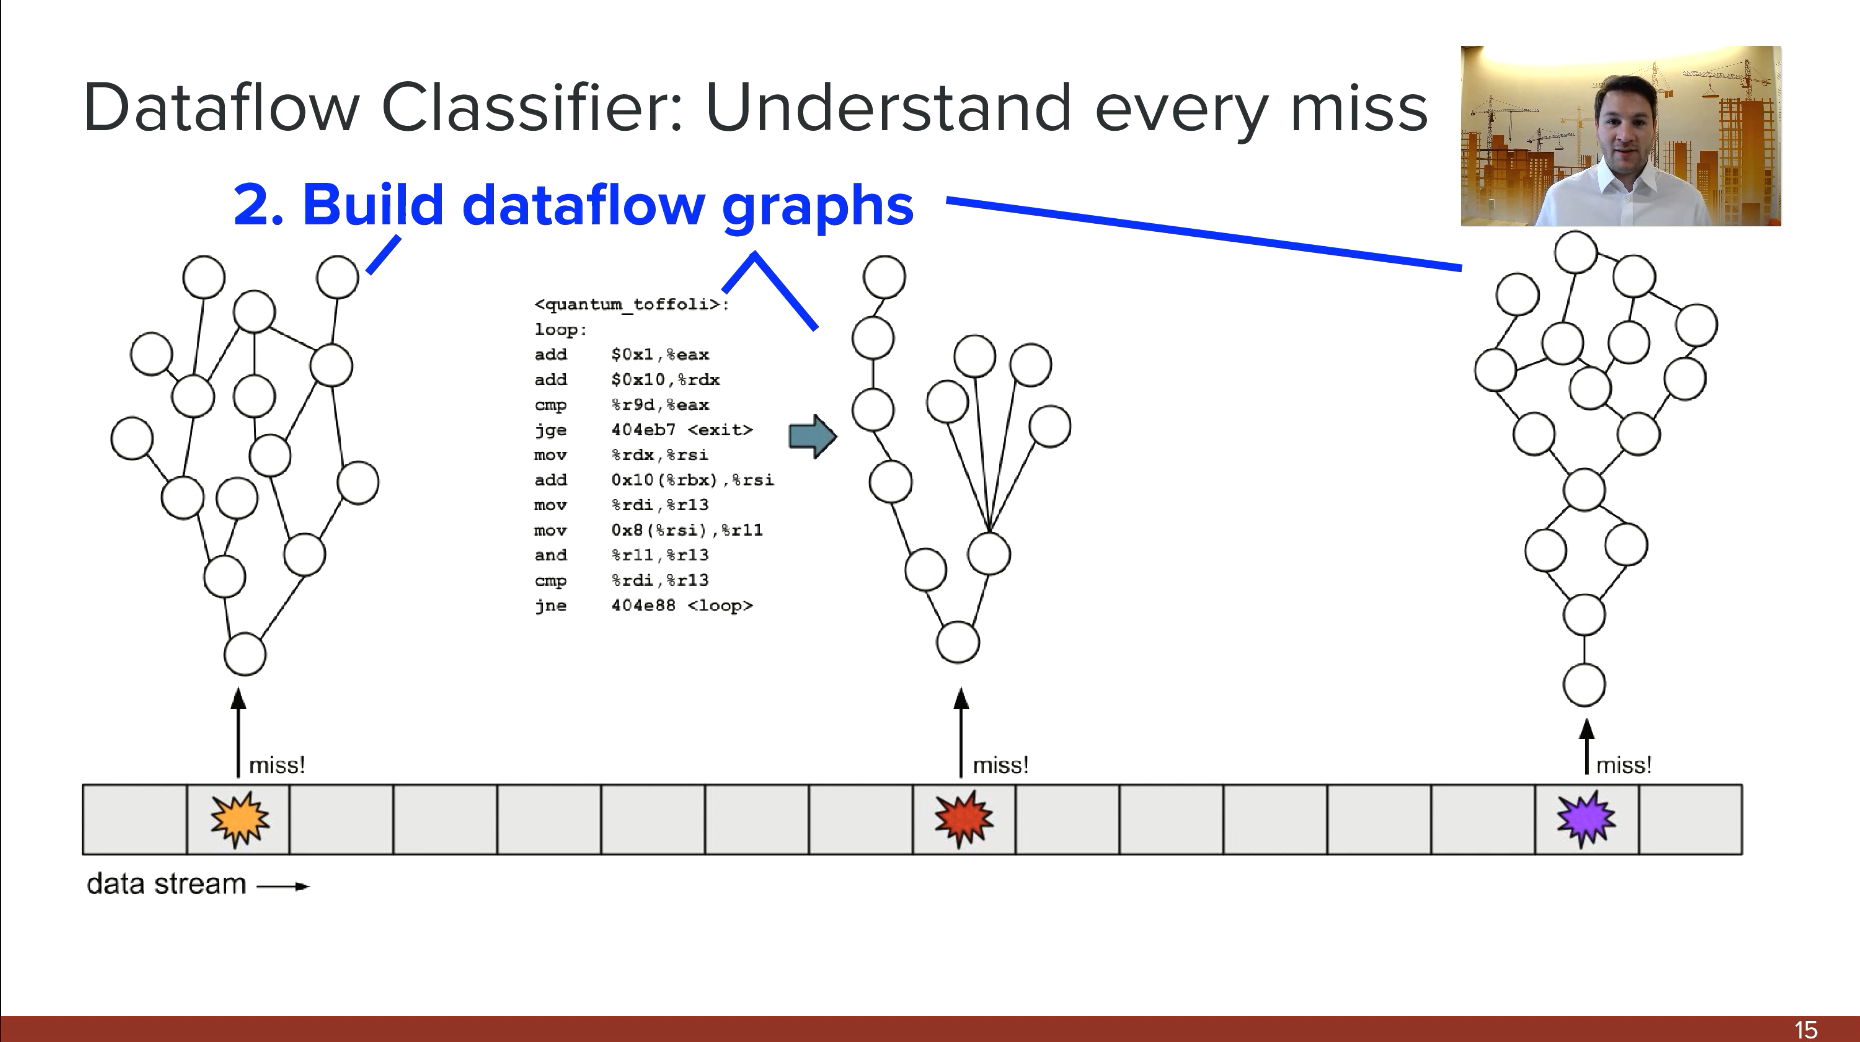 Dataflow Classifier: Understand every miss
2. Build dataflow graphs
<quantum_toffoli>:
loop:
add $0x1,%eax
add $0x10,%rdx
cmp %r9d,%eax
jge 404eb7 <exit>
mov %rdx,%rsi
add 0x10(%rbx),%rsi
mov %rdi,%r13
mov 0x8(%rsi),%r11
and %r11,%r13
cmp %rdi,%r13
jne 404e88 <loop>
miss!
miss!
miss!
data stream
15